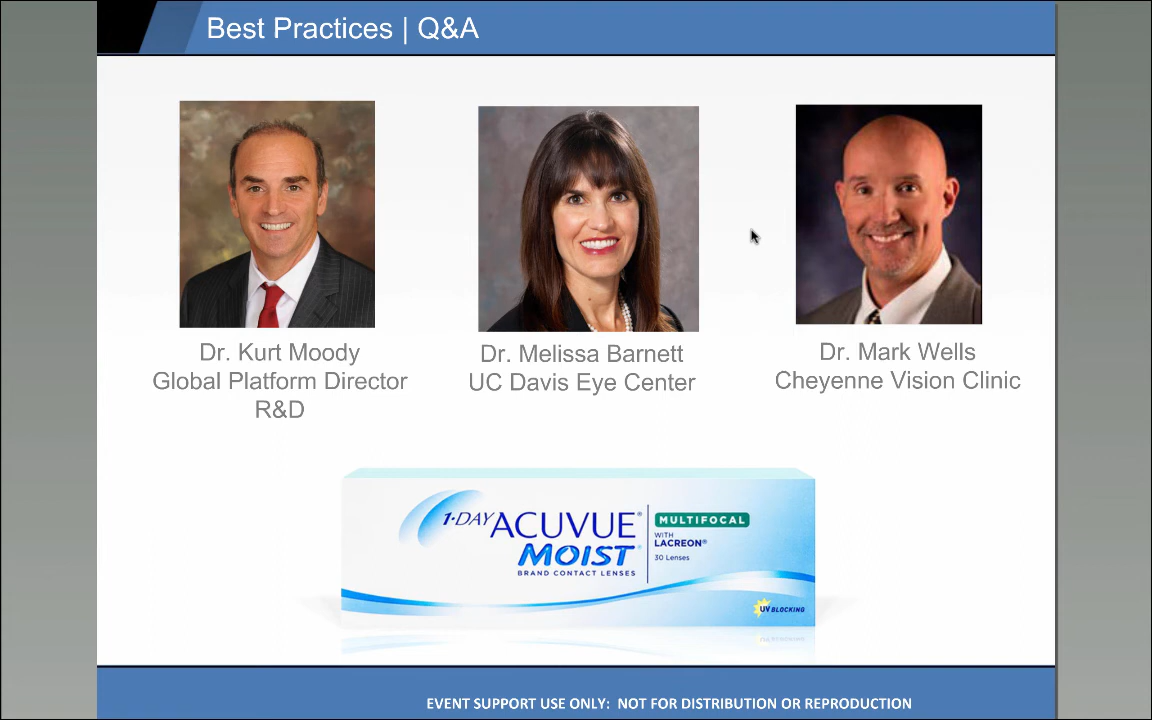 Best Practices | Q&A
Dr. Kurt Moody
Global Platform Director
R&D
Dr. Melissa Barnett
UC Davis Eye Center
Dr. Mark Wells
Cheyenne Vision Clinic
1·DAY ACUVUE®
MOIST®
BRAND CONTACT LENSES
MULTIFOCAL
WITH
LACREON®
30 Lenses
UV BLOCKING
EVENT SUPPORT USE ONLY: NOT FOR DISTRIBUTION OR REPRODUCTION